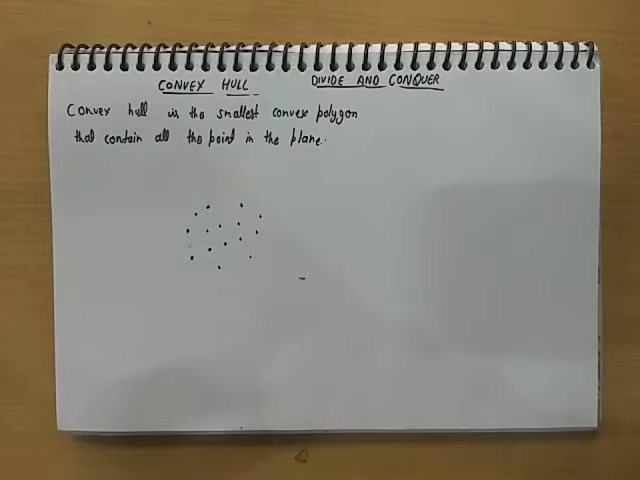 CONVEX HULL DIVIDE AND CONQUER
Convex hull is the smallest convex polygon
that contain all the point in the plane.